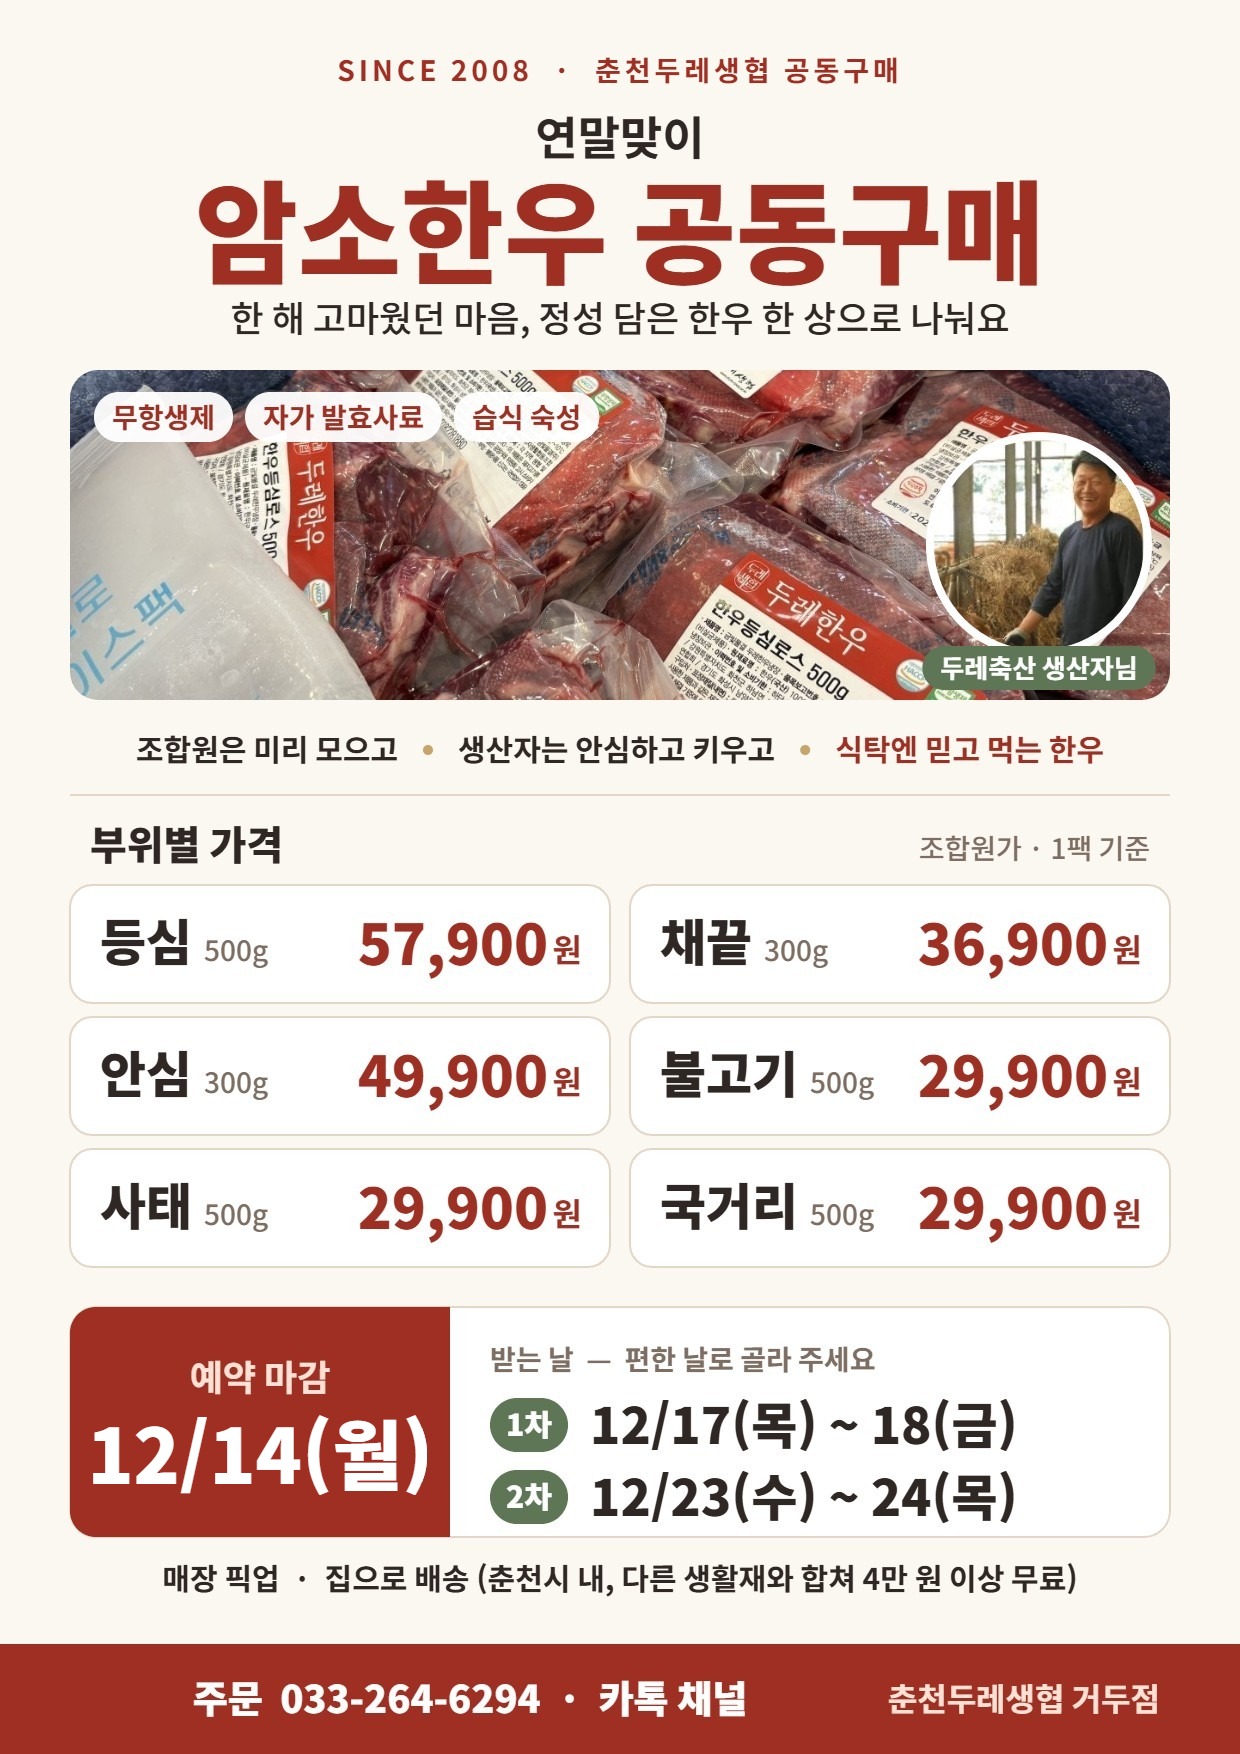 SINCE 2008 · 춘천두레생협 공동구매
연말맞이
암소한우 공동구매
한 해 고마웠던 마음, 정성 담은 한우 한 상으로 나눠요
무항생제
자가 발효사료
습식 숙성
500g
두레한우
한우등심로스 500
이스팩
두레생협
두레한우
한우등심로스 500g
두레축산 생산자님
조합원은 미리 모으고 • 생산자는 안심하고 키우고 • 식탁엔 믿고 먹는 한우
부위별 가격
조합원가 · 1팩 기준
등심 500g 57,900원
채끝 300g 36,900원
안심 300g 49,900원
불고기 500g 29,900원
사태 500g 29,900원
국거리 500g 29,900원
예약 마감
12/14(월)
받는 날 — 편한 날로 골라 주세요
1차 12/17(목) ~ 18(금)
2차 12/23(수) ~ 24(목)
매장 픽업 · 집으로 배송 (춘천시 내, 다른 생활재와 합쳐 4만 원 이상 무료)
주문 033-264-6294 · 카톡 채널
춘천두레생협 거두점